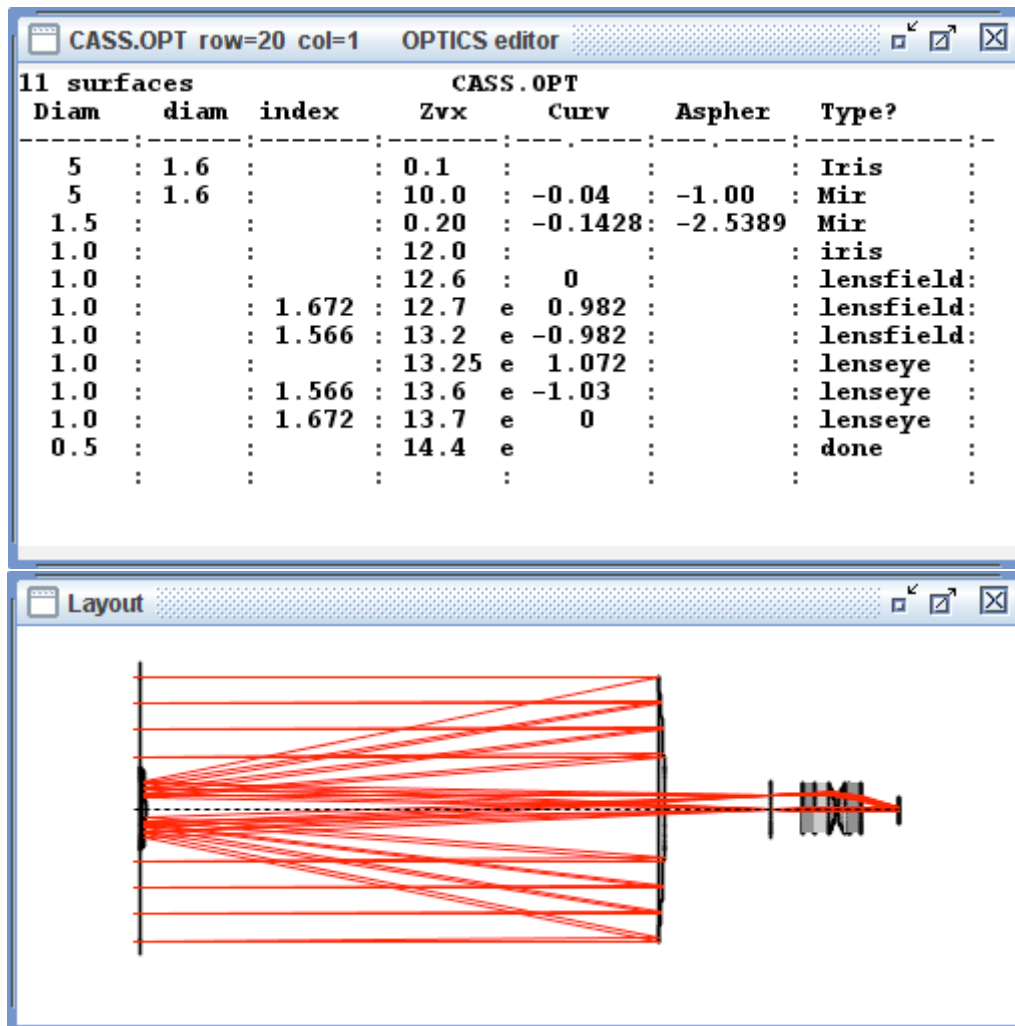 CASS.OPT row=20 col=1 OPTICS editor
11 surfaces CASS.OPT
Diam diam index Zvx Curv Aspher Type?
-------:------:-------:-------:---.----:---.----:----------:-
5 : 1.6 : : 0.1 : : : Iris
5 : 1.6 : : 10.0 : -0.04 : -1.00 : Mir :
1.5 : : : 0.20 : -0.1428: -2.5389 Mir :
1.0 : : : 12.0 : : : iris :
1.0 : : : 12.6 : 0 : : lensfield:
1.0 : : 1.672 : 12.7 e 0.982 : : lensfield:
1.0 : : 1.566 : 13.2 e -0.982 : : lensfield:
1.0 : : : 13.25 e 1.072 : : lenseye :
1.0 : : 1.566 : 13.6 e -1.03 : : lenseye :
1.0 : : 1.672 : 13.7 e 0 : : lenseye :
0.5 : : : 14.4 e : : done :
: : : : : : :
Layout